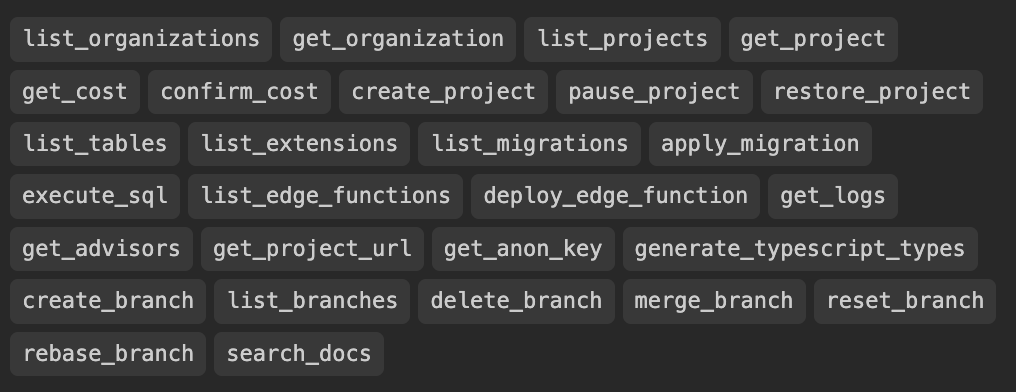 list_organizations get_organization list_projects get_project
get_cost confirm_cost create_project pause_project restore_project
list_tables list_extensions list_migrations apply_migration
execute_sql list_edge_functions deploy_edge_function get_logs
get_advisors get_project_url get_anon_key generate_typescript_types
create_branch list_branches delete_branch merge_branch reset_branch
rebase_branch search_docs